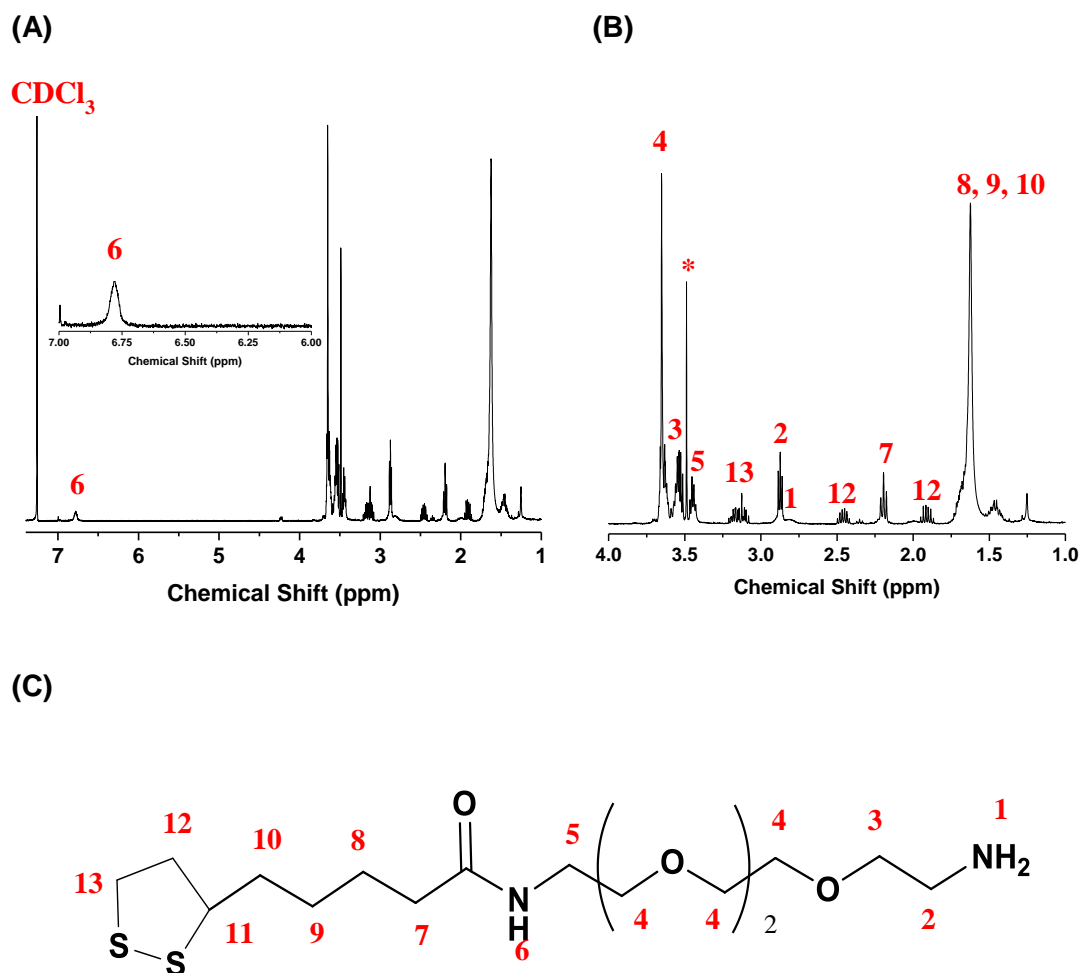 (A)
(B)
CDCl3
6
7.00 6.75 6.50 6.25 6.00
Chemical Shift (ppm)
6
7 6 5 4 3 2 1
Chemical Shift (ppm)
4
*
8, 9, 10
3
5
13
2
1
12
7
12
4.0 3.5 3.0 2.5 2.0 1.5 1.0
Chemical Shift (ppm)
(C)
12
10
8
O
5
4
3
1
13
O
NH2
S
S
11
9
7
N
H
6
4
4
2
O
2